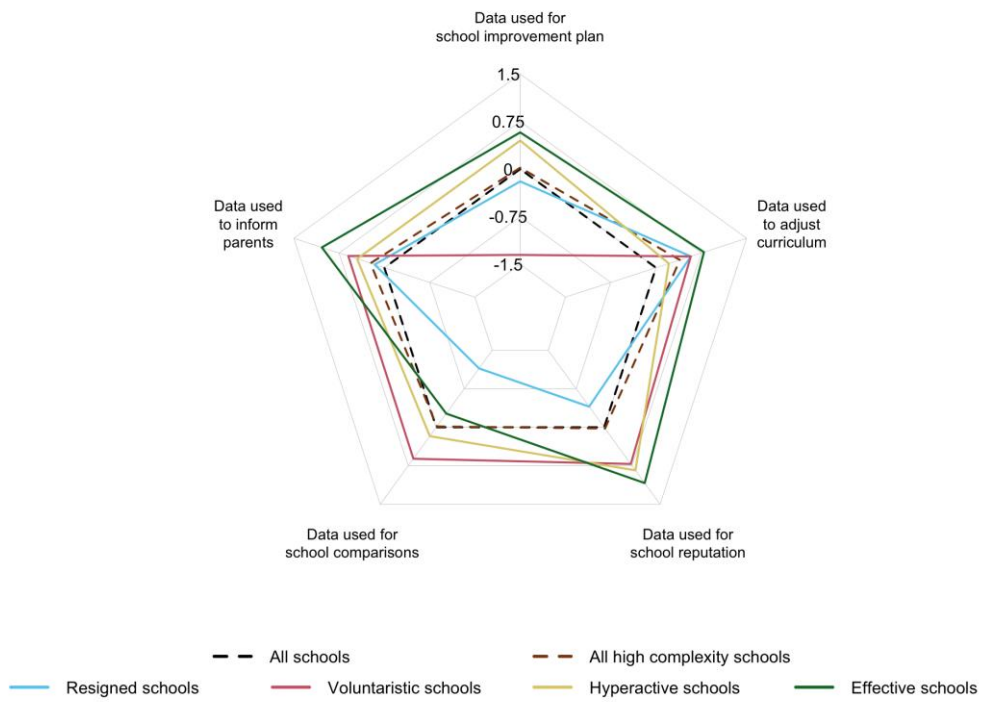 Data used for
school improvement plan
1.5
0.75
0
-0.75
-1.5
Data used
to inform
parents
Data used
to adjust
curriculum
Data used for
school comparisons
Data used for
school reputation
All schools
All high complexity schools
Resigned schools
Voluntaristic schools
Hyperactive schools
Effective schools